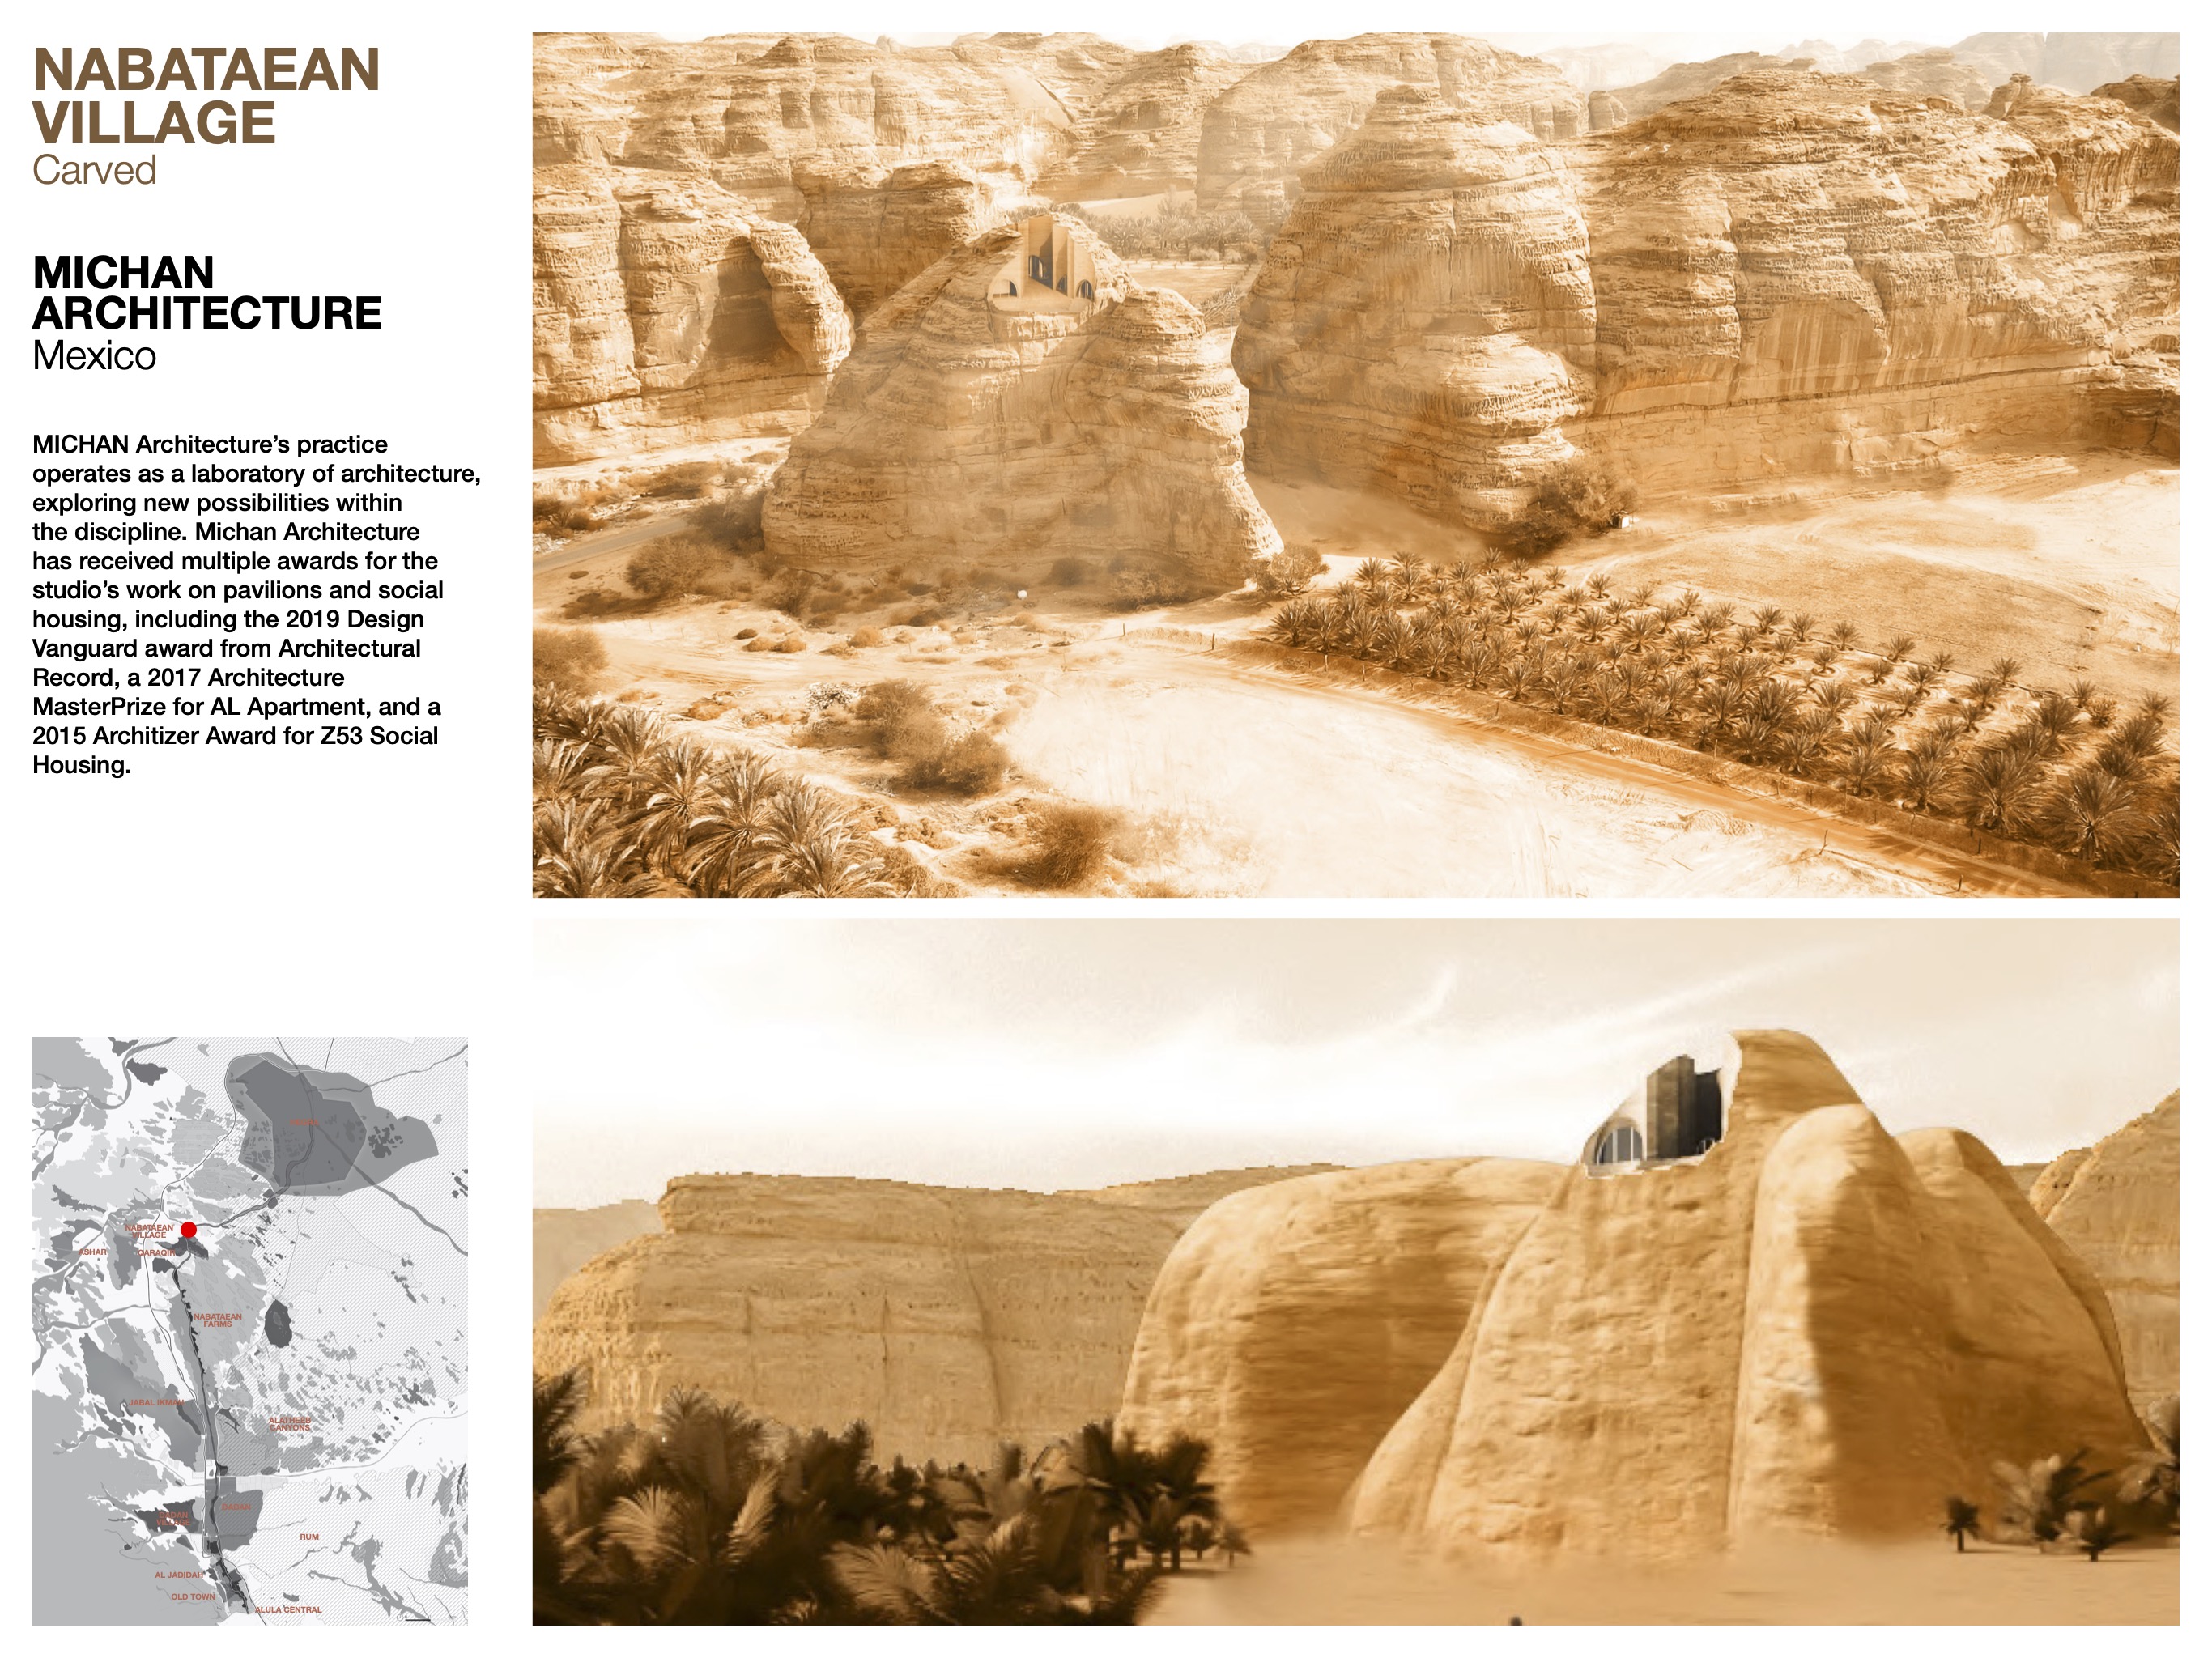 NABATAEAN
VILLAGE
Carved
MICHAN
ARCHITECTURE
Mexico
MICHAN Architecture’s practice
operates as a laboratory of architecture,
exploring new possibilities within
the discipline. Michan Architecture
has received multiple awards for the
studio’s work on pavilions and social
housing, including the 2019 Design
Vanguard award from Architectural
Record, a 2017 Architecture
MasterPrize for AL Apartment, and a
2015 Architizer Award for Z53 Social
Housing.
NABATAEAN
VILLAGE
ASHAR
QARAQIR
NABATAEAN
FARMS
JABAL IKMAH
ALATHEEB
CANYONS
DADAN
DADAN
VILLAGE
RUM
AL JADIDAH
OLD TOWN
ALULA CENTRAL